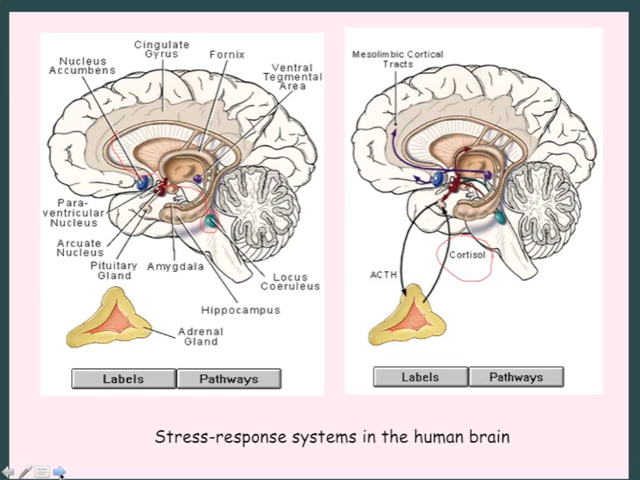 Cingulate
Gyrus
Nucleus
Accumbens
Fornix
Ventral
Tegmental
Area
Para-
ventricular
Nucleus
Arcuate
Nucleus
Pituitary
Gland
Amygdala
Locus
Coeruleus
Hippocampus
Adrenal
Gland
Labels
Pathways
Mesolimbic Cortical
Tracts
Cortisol
ACTH
Labels
Pathways
Stress-response systems in the human brain